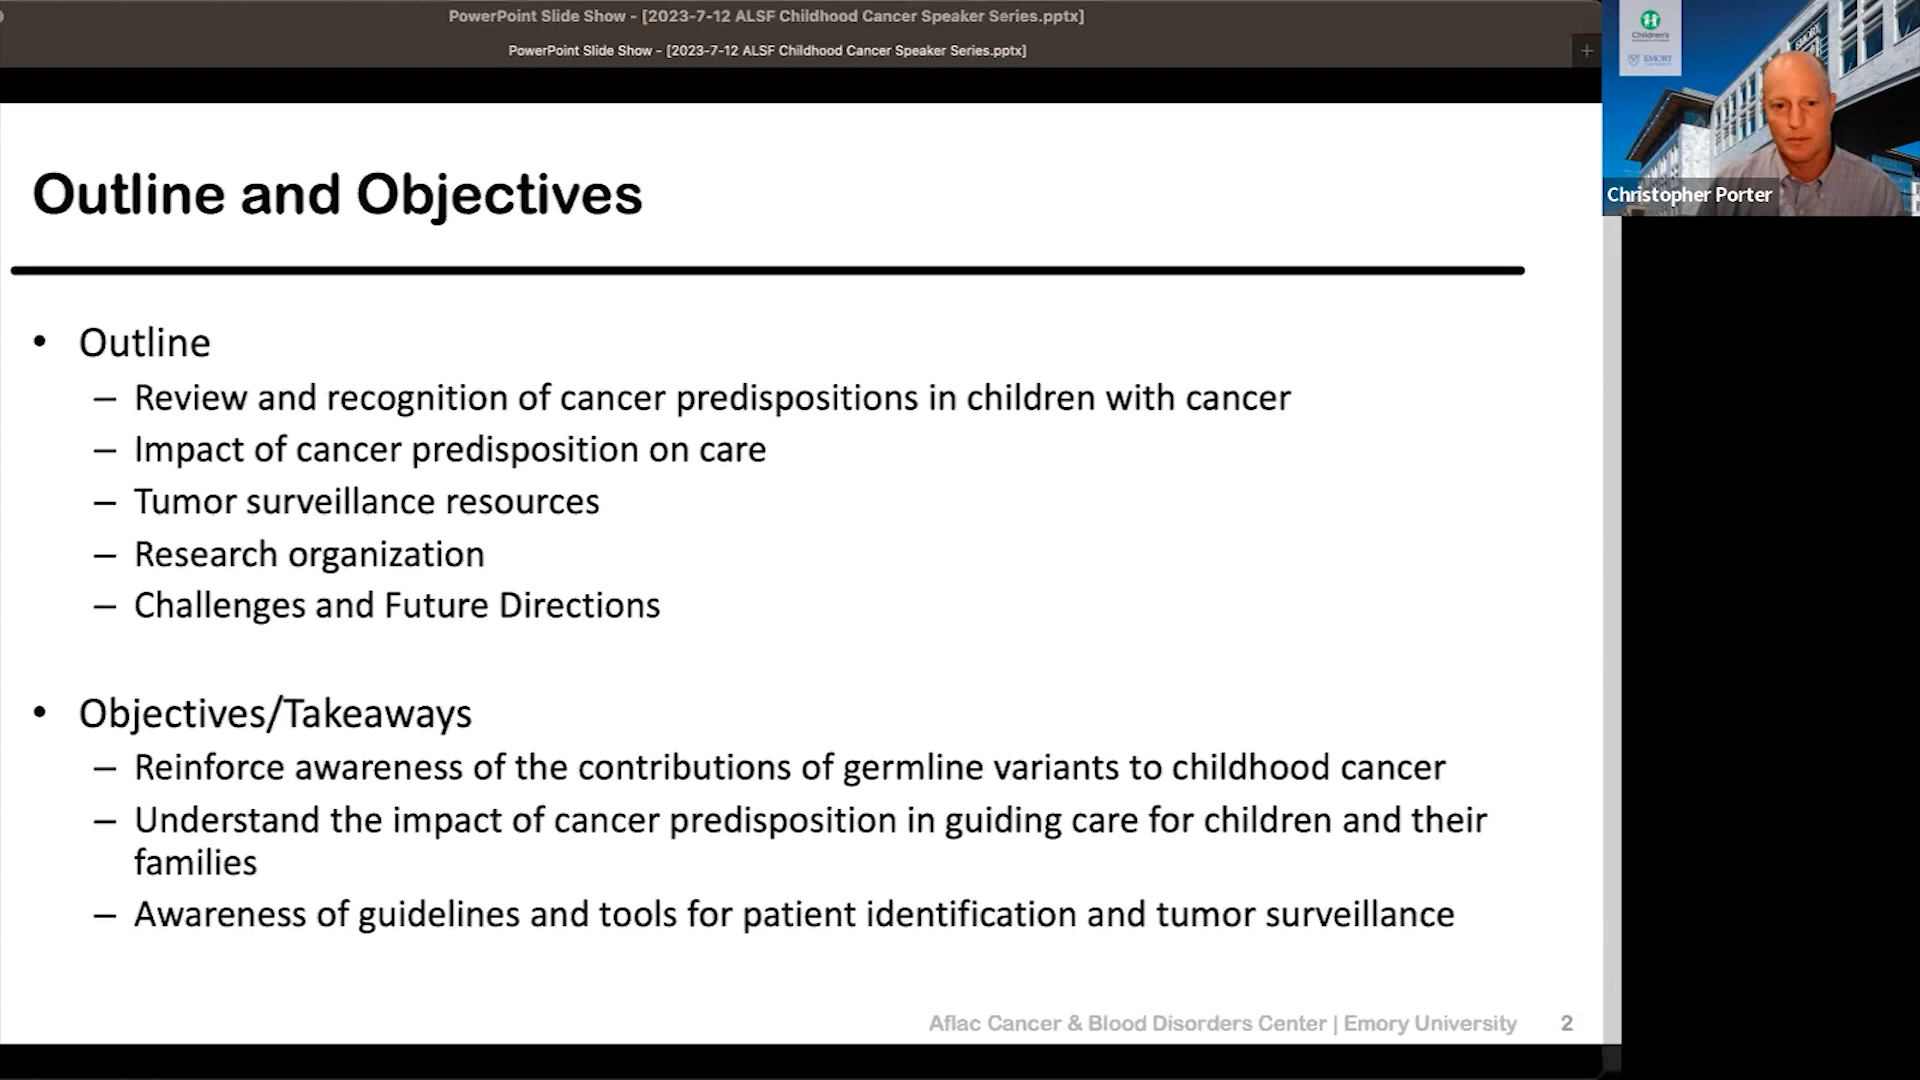 PowerPoint Slide Show - [2023-7-12 ALSF Childhood Cancer Speaker Series.pptx]
PowerPoint Slide Show - [2023-7-12 ALSF Childhood Cancer Speaker Series.pptx]
Children's
EMORY
EMORY
Christopher Porter
Outline and Objectives
• Outline
– Review and recognition of cancer predispositions in children with cancer
– Impact of cancer predisposition on care
– Tumor surveillance resources
– Research organization
– Challenges and Future Directions
• Objectives/Takeaways
– Reinforce awareness of the contributions of germline variants to childhood cancer
– Understand the impact of cancer predisposition in guiding care for children and their
families
– Awareness of guidelines and tools for patient identification and tumor surveillance
Aflac Cancer & Blood Disorders Center | Emory University 2